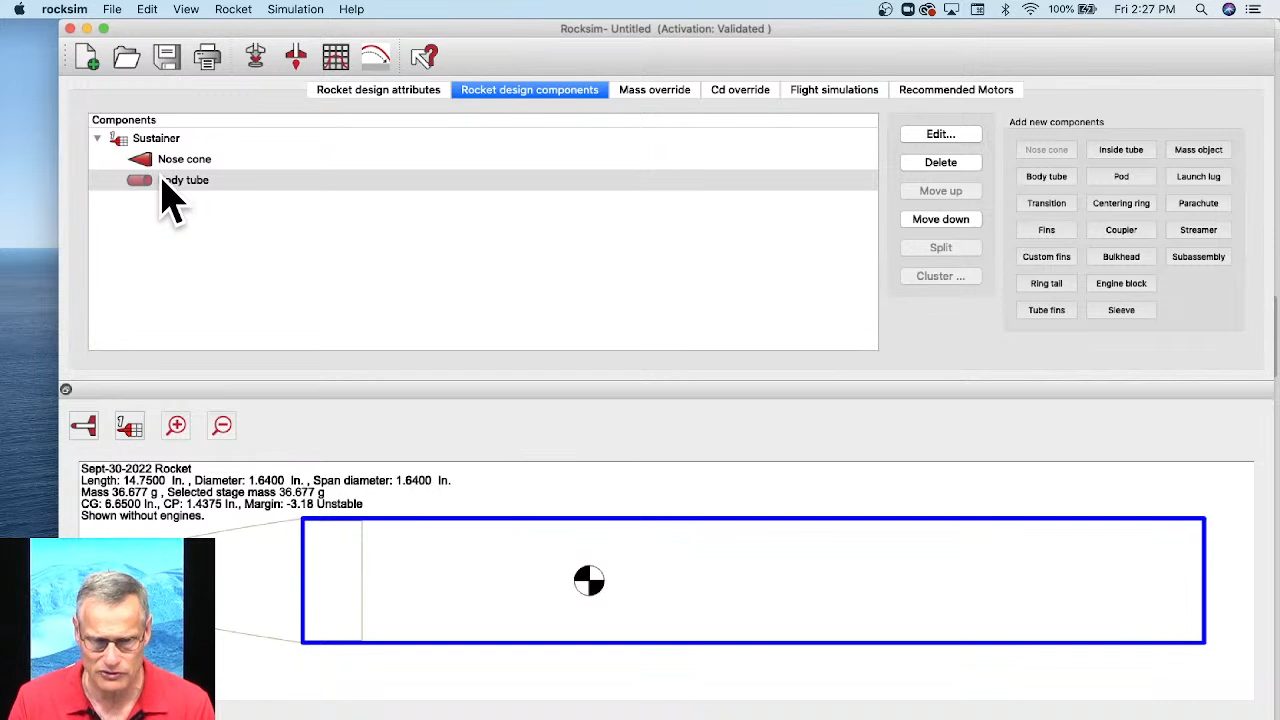 rocksim File Edit View Rocket Simulation Help 100% Fri 2:27 PM
Rocksim- Untitled (Activation: Validated )
Rocket design attributes Rocket design components Mass override Cd override Flight simulations Recommended Motors
Components
Sustainer
Nose cone
tube
Edit...
Delete
Move up
Move down
Split
Cluster ...
Add new components
Nose cone Inside tube Mass object
Body tube Pod Launch lug
Transition Centering ring Parachute
Fins Coupler Streamer
Custom fins Bulkhead Subassembly
Ring tail Engine block
Tube fins Sleeve
Sept-30-2022 Rocket
Length: 14.7500 In. , Diameter: 1.6400 In. , Span diameter: 1.6400 In.
Mass 36.677 g , Selected stage mass 36.677 g
CG: 6.6500 In., CP: 1.4375 In., Margin: -3.18 Unstable
Shown without engines.